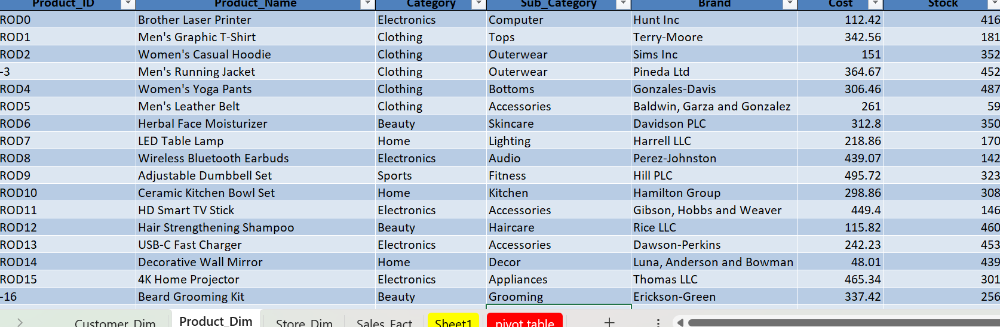 Product_ID Product_Name Category Sub_Category Brand Cost Stock
ROD0 Brother Laser Printer Electronics Computer Hunt Inc 112.42 416
ROD1 Men's Graphic T-Shirt Clothing Tops Terry-Moore 342.56 181
ROD2 Women's Casual Hoodie Clothing Outerwear Sims Inc 151 352
-3 Men's Running Jacket Clothing Outerwear Pineda Ltd 364.67 452
ROD4 Women's Yoga Pants Clothing Bottoms Gonzales-Davis 306.46 487
ROD5 Men's Leather Belt Clothing Accessories Baldwin, Garza and Gonzalez 261 59
ROD6 Herbal Face Moisturizer Beauty Skincare Davidson PLC 312.8 350
ROD7 LED Table Lamp Home Lighting Harrell LLC 218.86 170
ROD8 Wireless Bluetooth Earbuds Electronics Audio Perez-Johnston 439.07 142
ROD9 Adjustable Dumbbell Set Sports Fitness Hill PLC 495.72 323
ROD10 Ceramic Kitchen Bowl Set Home Kitchen Hamilton Group 298.86 308
ROD11 HD Smart TV Stick Electronics Accessories Gibson, Hobbs and Weaver 449.4 146
ROD12 Hair Strengthening Shampoo Beauty Haircare Rice LLC 115.82 460
ROD13 USB-C Fast Charger Electronics Accessories Dawson-Perkins 242.23 453
ROD14 Decorative Wall Mirror Home Decor Luna, Anderson and Bowman 48.01 439
ROD15 4K Home Projector Electronics Appliances Thomas LLC 465.34 301
-16 Beard Grooming Kit Beauty Grooming Erickson-Green 337.42 256
Customer_Dim Product_Dim Store_Dim Sales_Fact Sheet1 pivot table